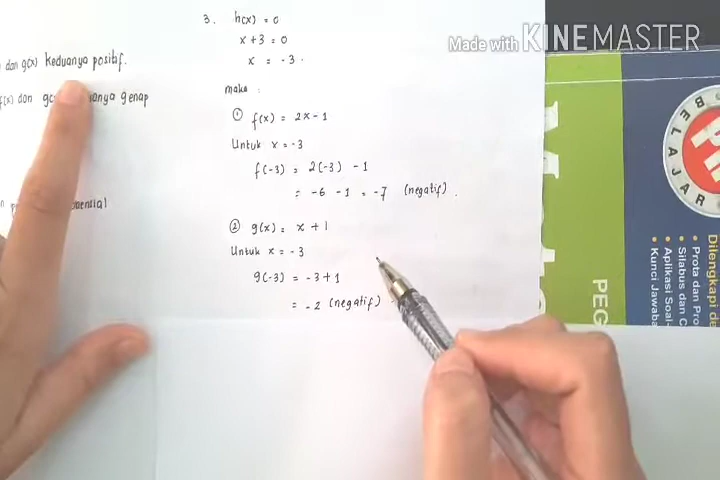 dan g(x) keduanya positif.
f(x) dan
genap
3. h(x) = 0
x + 3 = 0
x = -3.
maka
① f(x) = 2x - 1
Untuk x = -3
f(-3) = 2(-3) - 1
= -6 - 1 = -7 (negatif).
② g(x) = x + 1
Untuk x = -3
g(-3) = -3 + 1
= -2 (negatif)
Made with KINEMASTER
BELAJAR
PEG
Dilengkapi de
• Prota dan Pro
• Silabus dan
• Aplikasi Soal-
• Kunci Jawaba